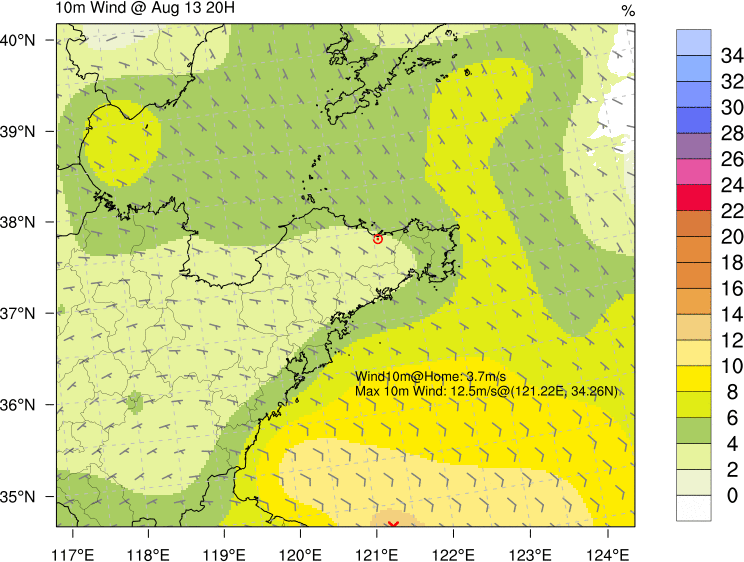 10m Wind @ Aug 13 20H
%
40°N
39°N
38°N
37°N
36°N
35°N
Wind10m@Home: 3.7m/s
Max 10m Wind: 12.5m/s@(121.22E, 34.26N)
117°E 118°E 119°E 120°E 121°E 122°E 123°E 124°E
34
32
30
28
26
24
22
20
18
16
14
12
10
8
6
4
2
0